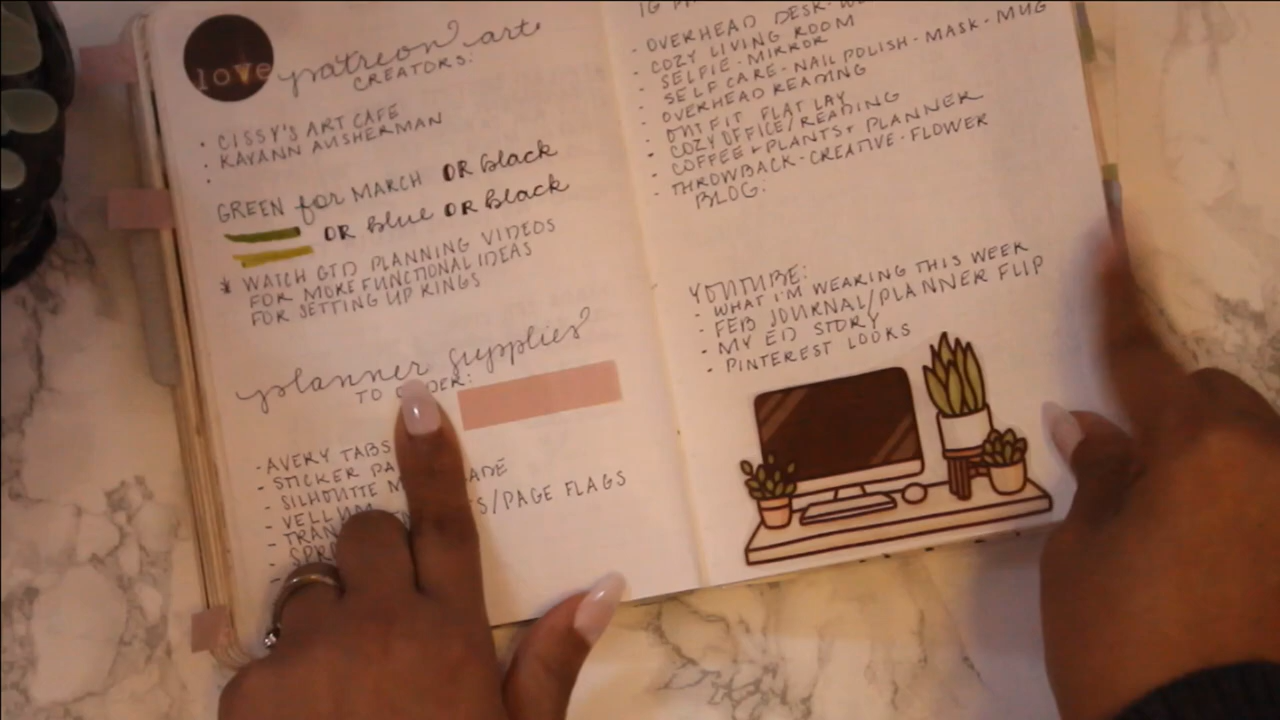 love patreon art
CREATORS:
· CISSY'S ART CAFE
· KAYANN AUSHERMAN
·
GREEN for MARCH OR black
OR blue OR black
* WATCH GTD PLANNING VIDEOS
FOR MORE FUNCTIONAL IDEAS
FOR SETTING UP RINGS
planner supplies
TO
- AVERY TABS
- STICKER
- SILHOUTTE
- VELLUM
/PAGE FLAGS
- OVERHEAD DESK
- COZY LIVING ROOM
- SELFIE - MIRROR
- SELF CARE - NAIL POLISH - MASK - MUG
- OVERHEAD READING
- OUTFIT FLAT LAY
- COZY OFFICE/READING
- COFFEE + PLANTS + PLANNER
- THROWBACK - CREATIVE - FLOWER
BLOG:
YOUTUBE:
- WHAT I'M WEARING THIS WEEK
- FEB JOURNAL/PLANNER FLIP
- MY ED STORY
- PINTEREST LOOKS